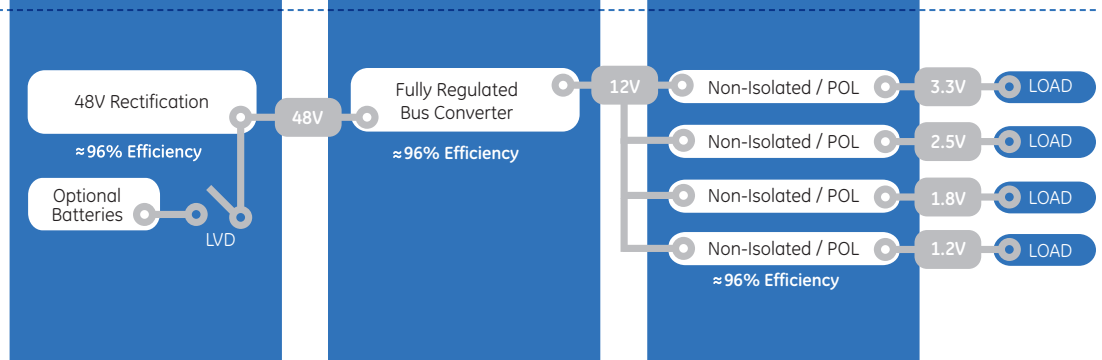 48V Rectification
≈96% Efficiency
Optional
Batteries
LVD
48V
Fully Regulated
Bus Converter
≈96% Efficiency
12V
Non-Isolated / POL
3.3V
LOAD
Non-Isolated / POL
2.5V
LOAD
Non-Isolated / POL
1.8V
LOAD
Non-Isolated / POL
1.2V
LOAD
≈96% Efficiency